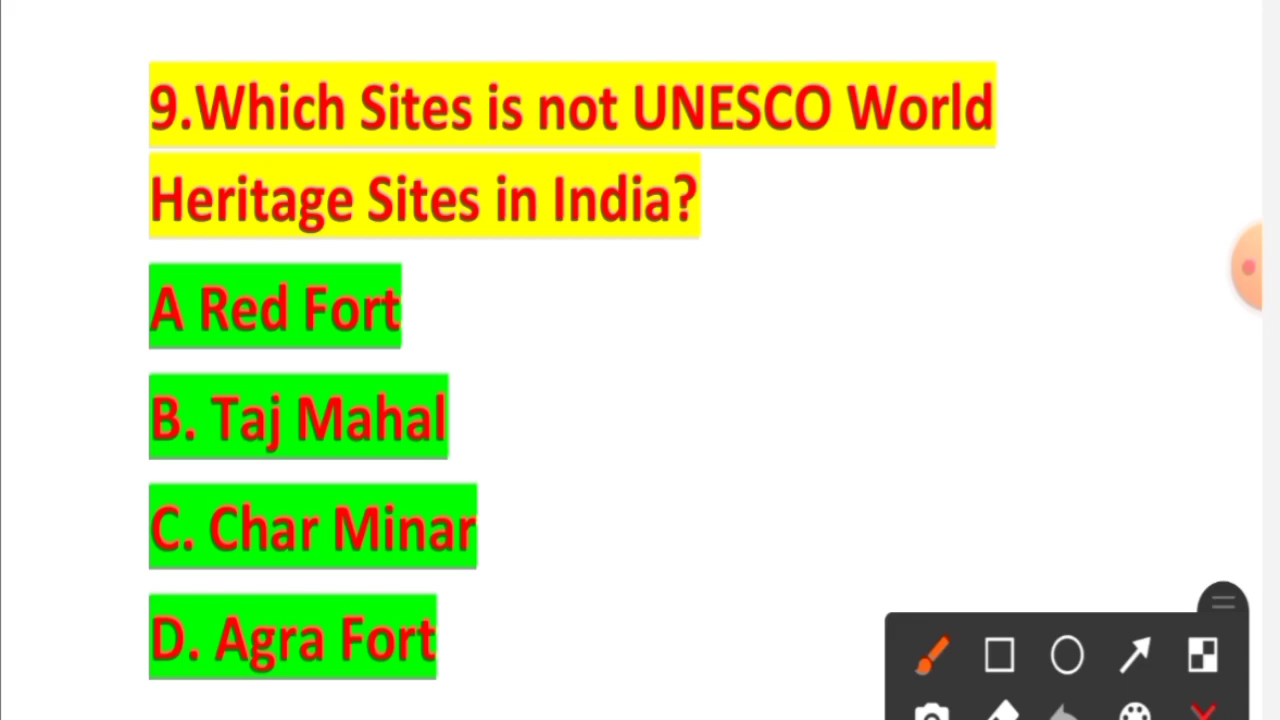 9.Which Sites is not UNESCO World
Heritage Sites in India?
A Red Fort
B. Taj Mahal
C. Char Minar
D. Agra Fort